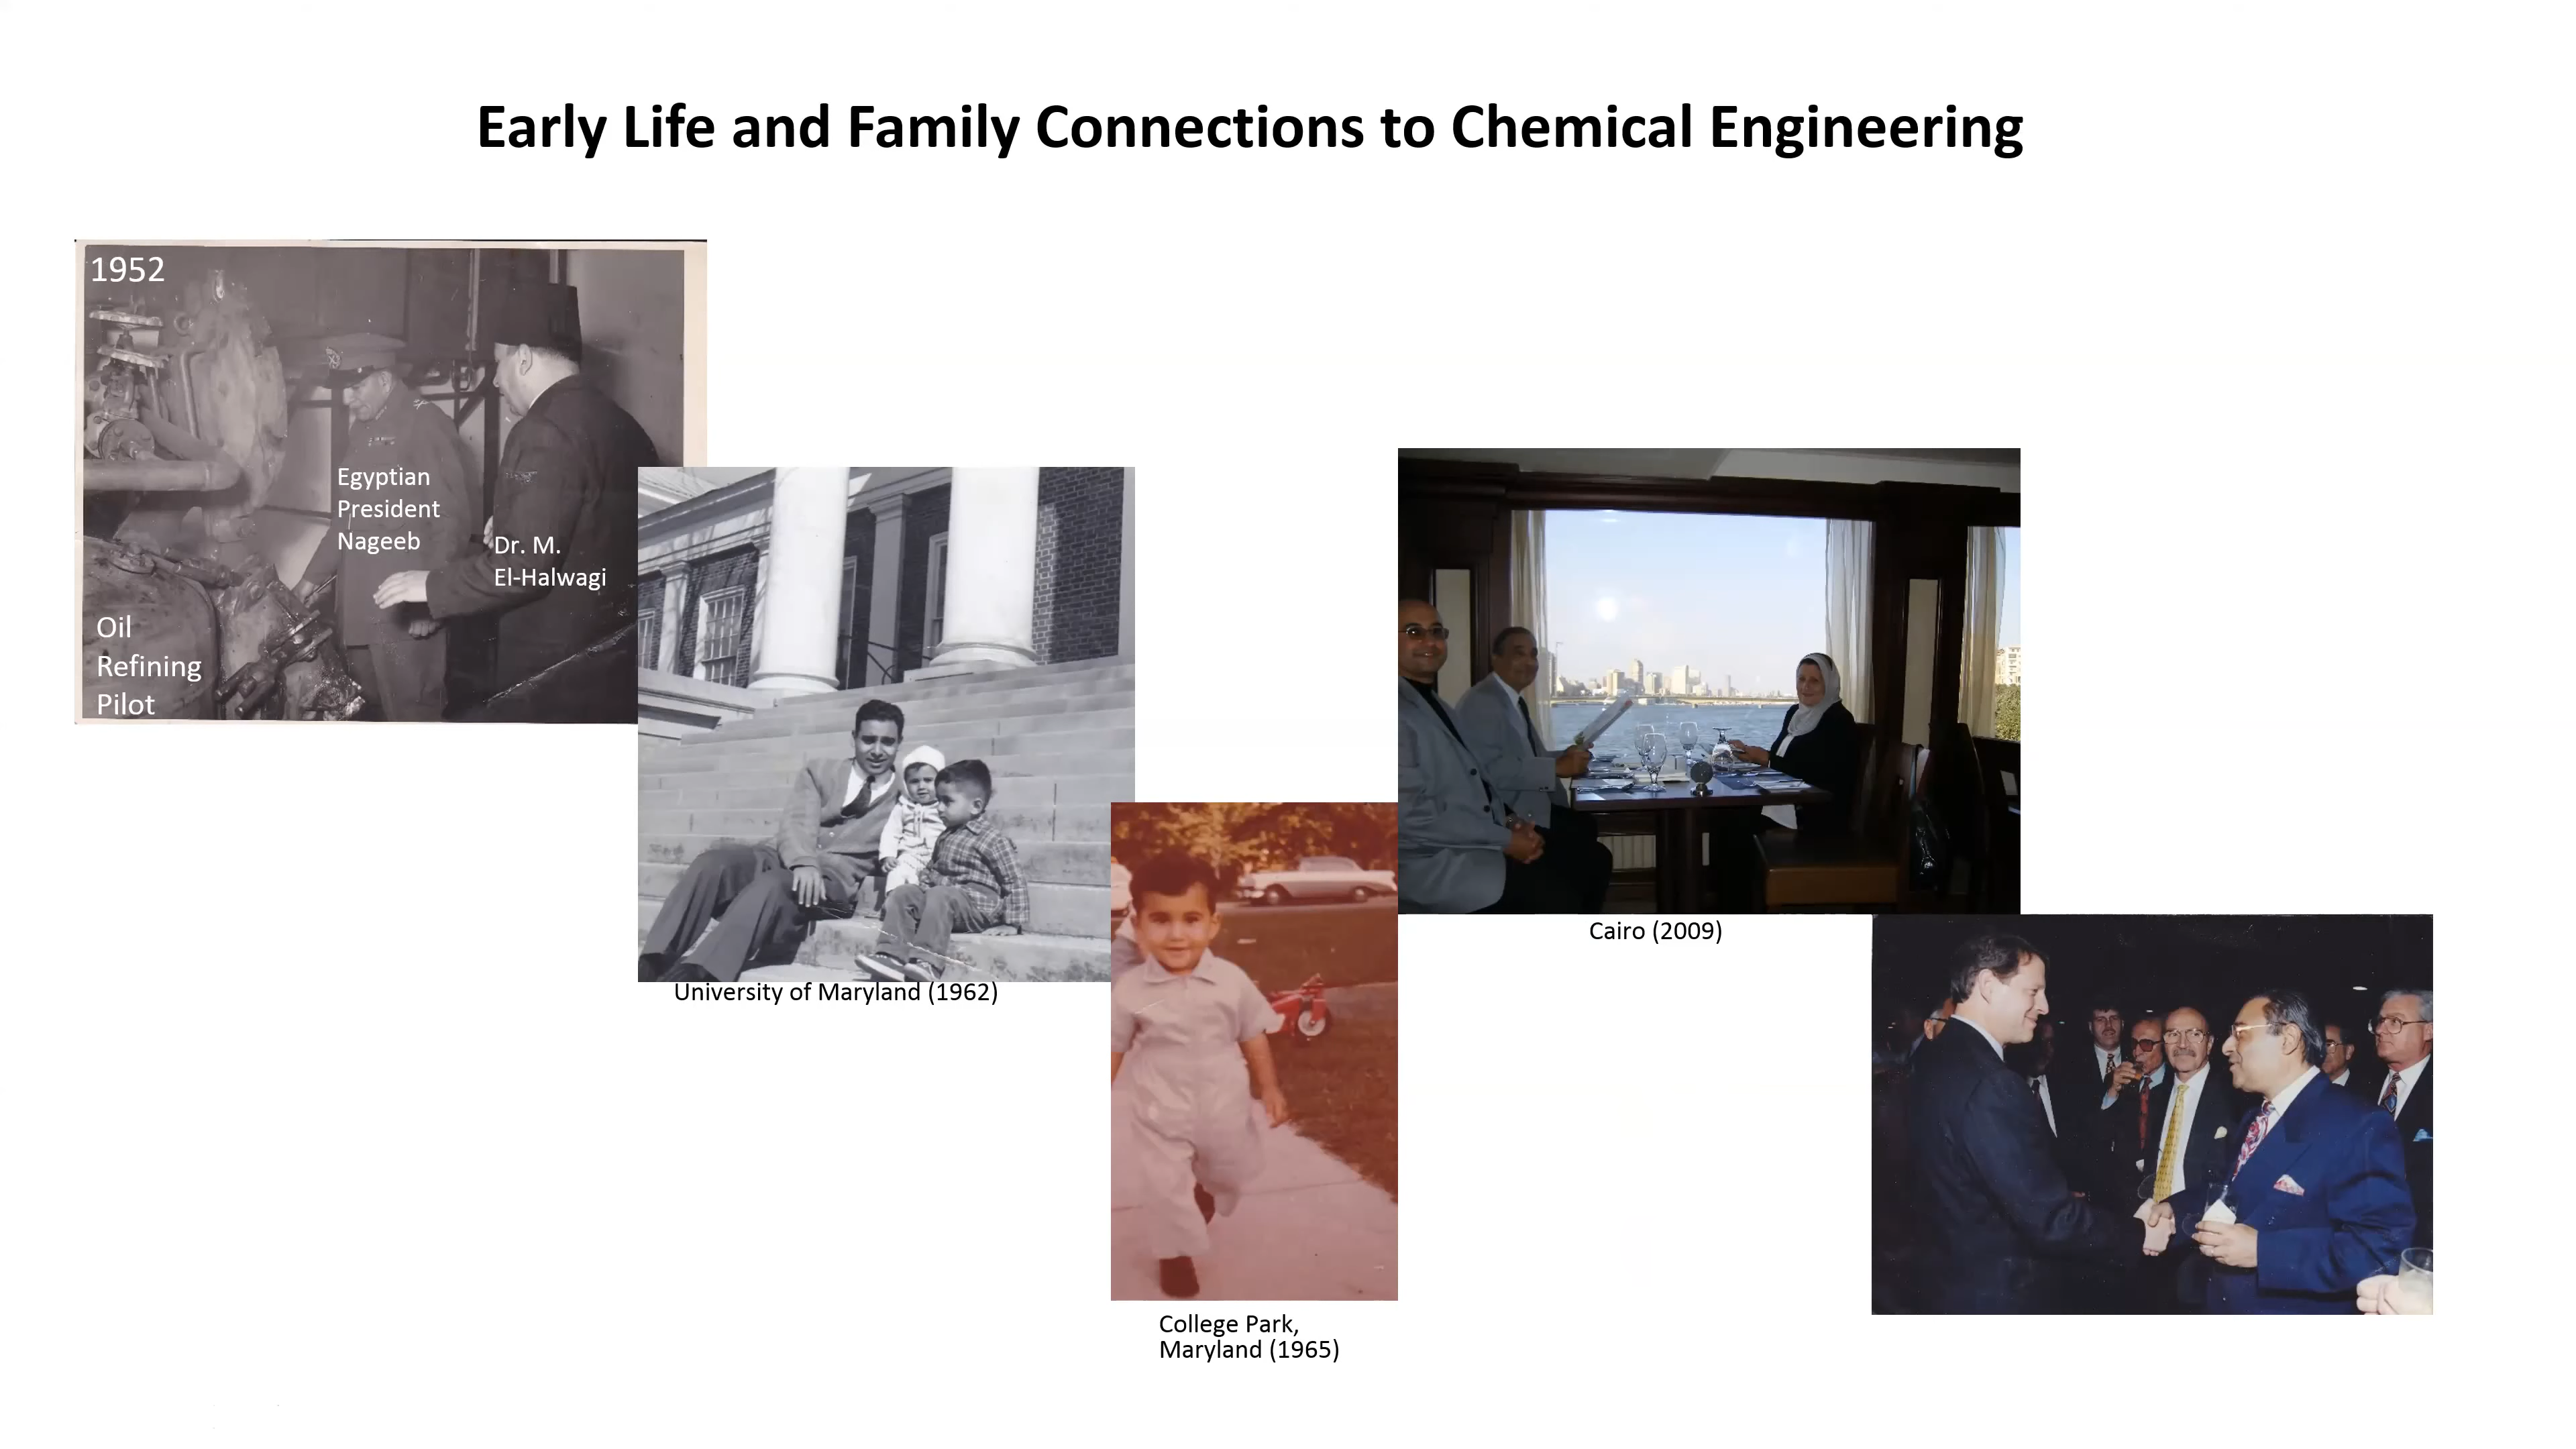 Early Life and Family Connections to Chemical Engineering
1952
Egyptian
President
Nageeb
Dr. M.
El-Halwagi
Oil
Refining
Pilot
University of Maryland (1962)
College Park,
Maryland (1965)
Cairo (2009)